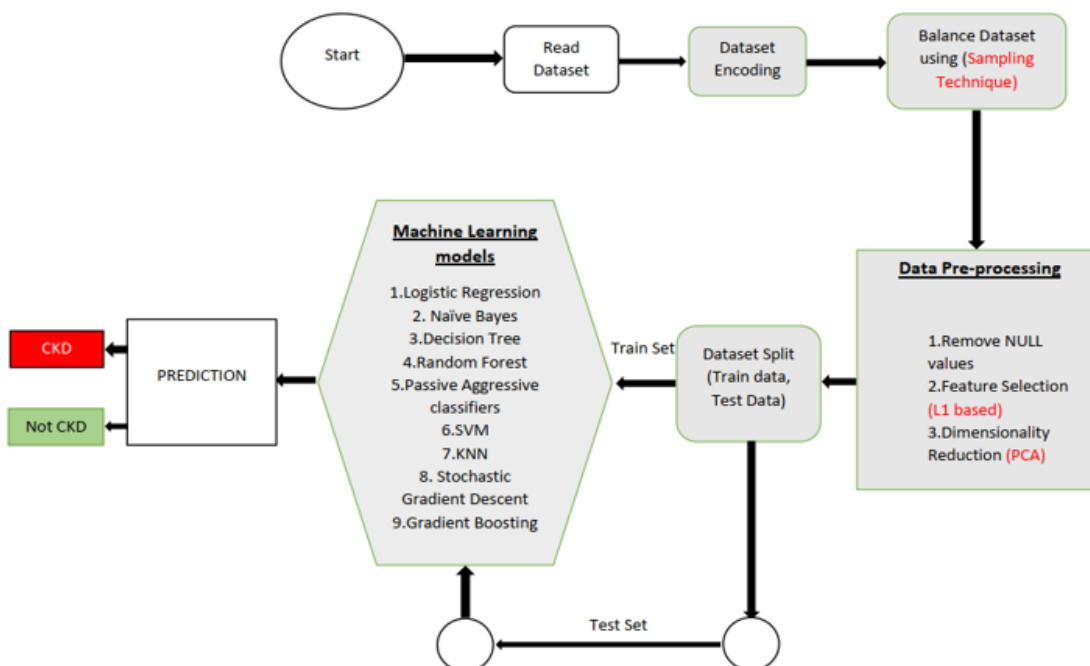 Start
Read
Dataset
Dataset
Encoding
Balance Dataset
using (Sampling
Technique)
Data Pre-processing
1.Remove NULL
values
2.Feature Selection
(L1 based)
3.Dimensionality
Reduction (PCA)
Dataset Split
(Train data,
Test Data)
Train Set
Test Set
Machine Learning
models
1.Logistic Regression
2. Naïve Bayes
3.Decision Tree
4.Random Forest
5.Passive Aggressive
classifiers
6.SVM
7.KNN
8. Stochastic
Gradient Descent
9.Gradient Boosting
PREDICTION
CKD
Not CKD